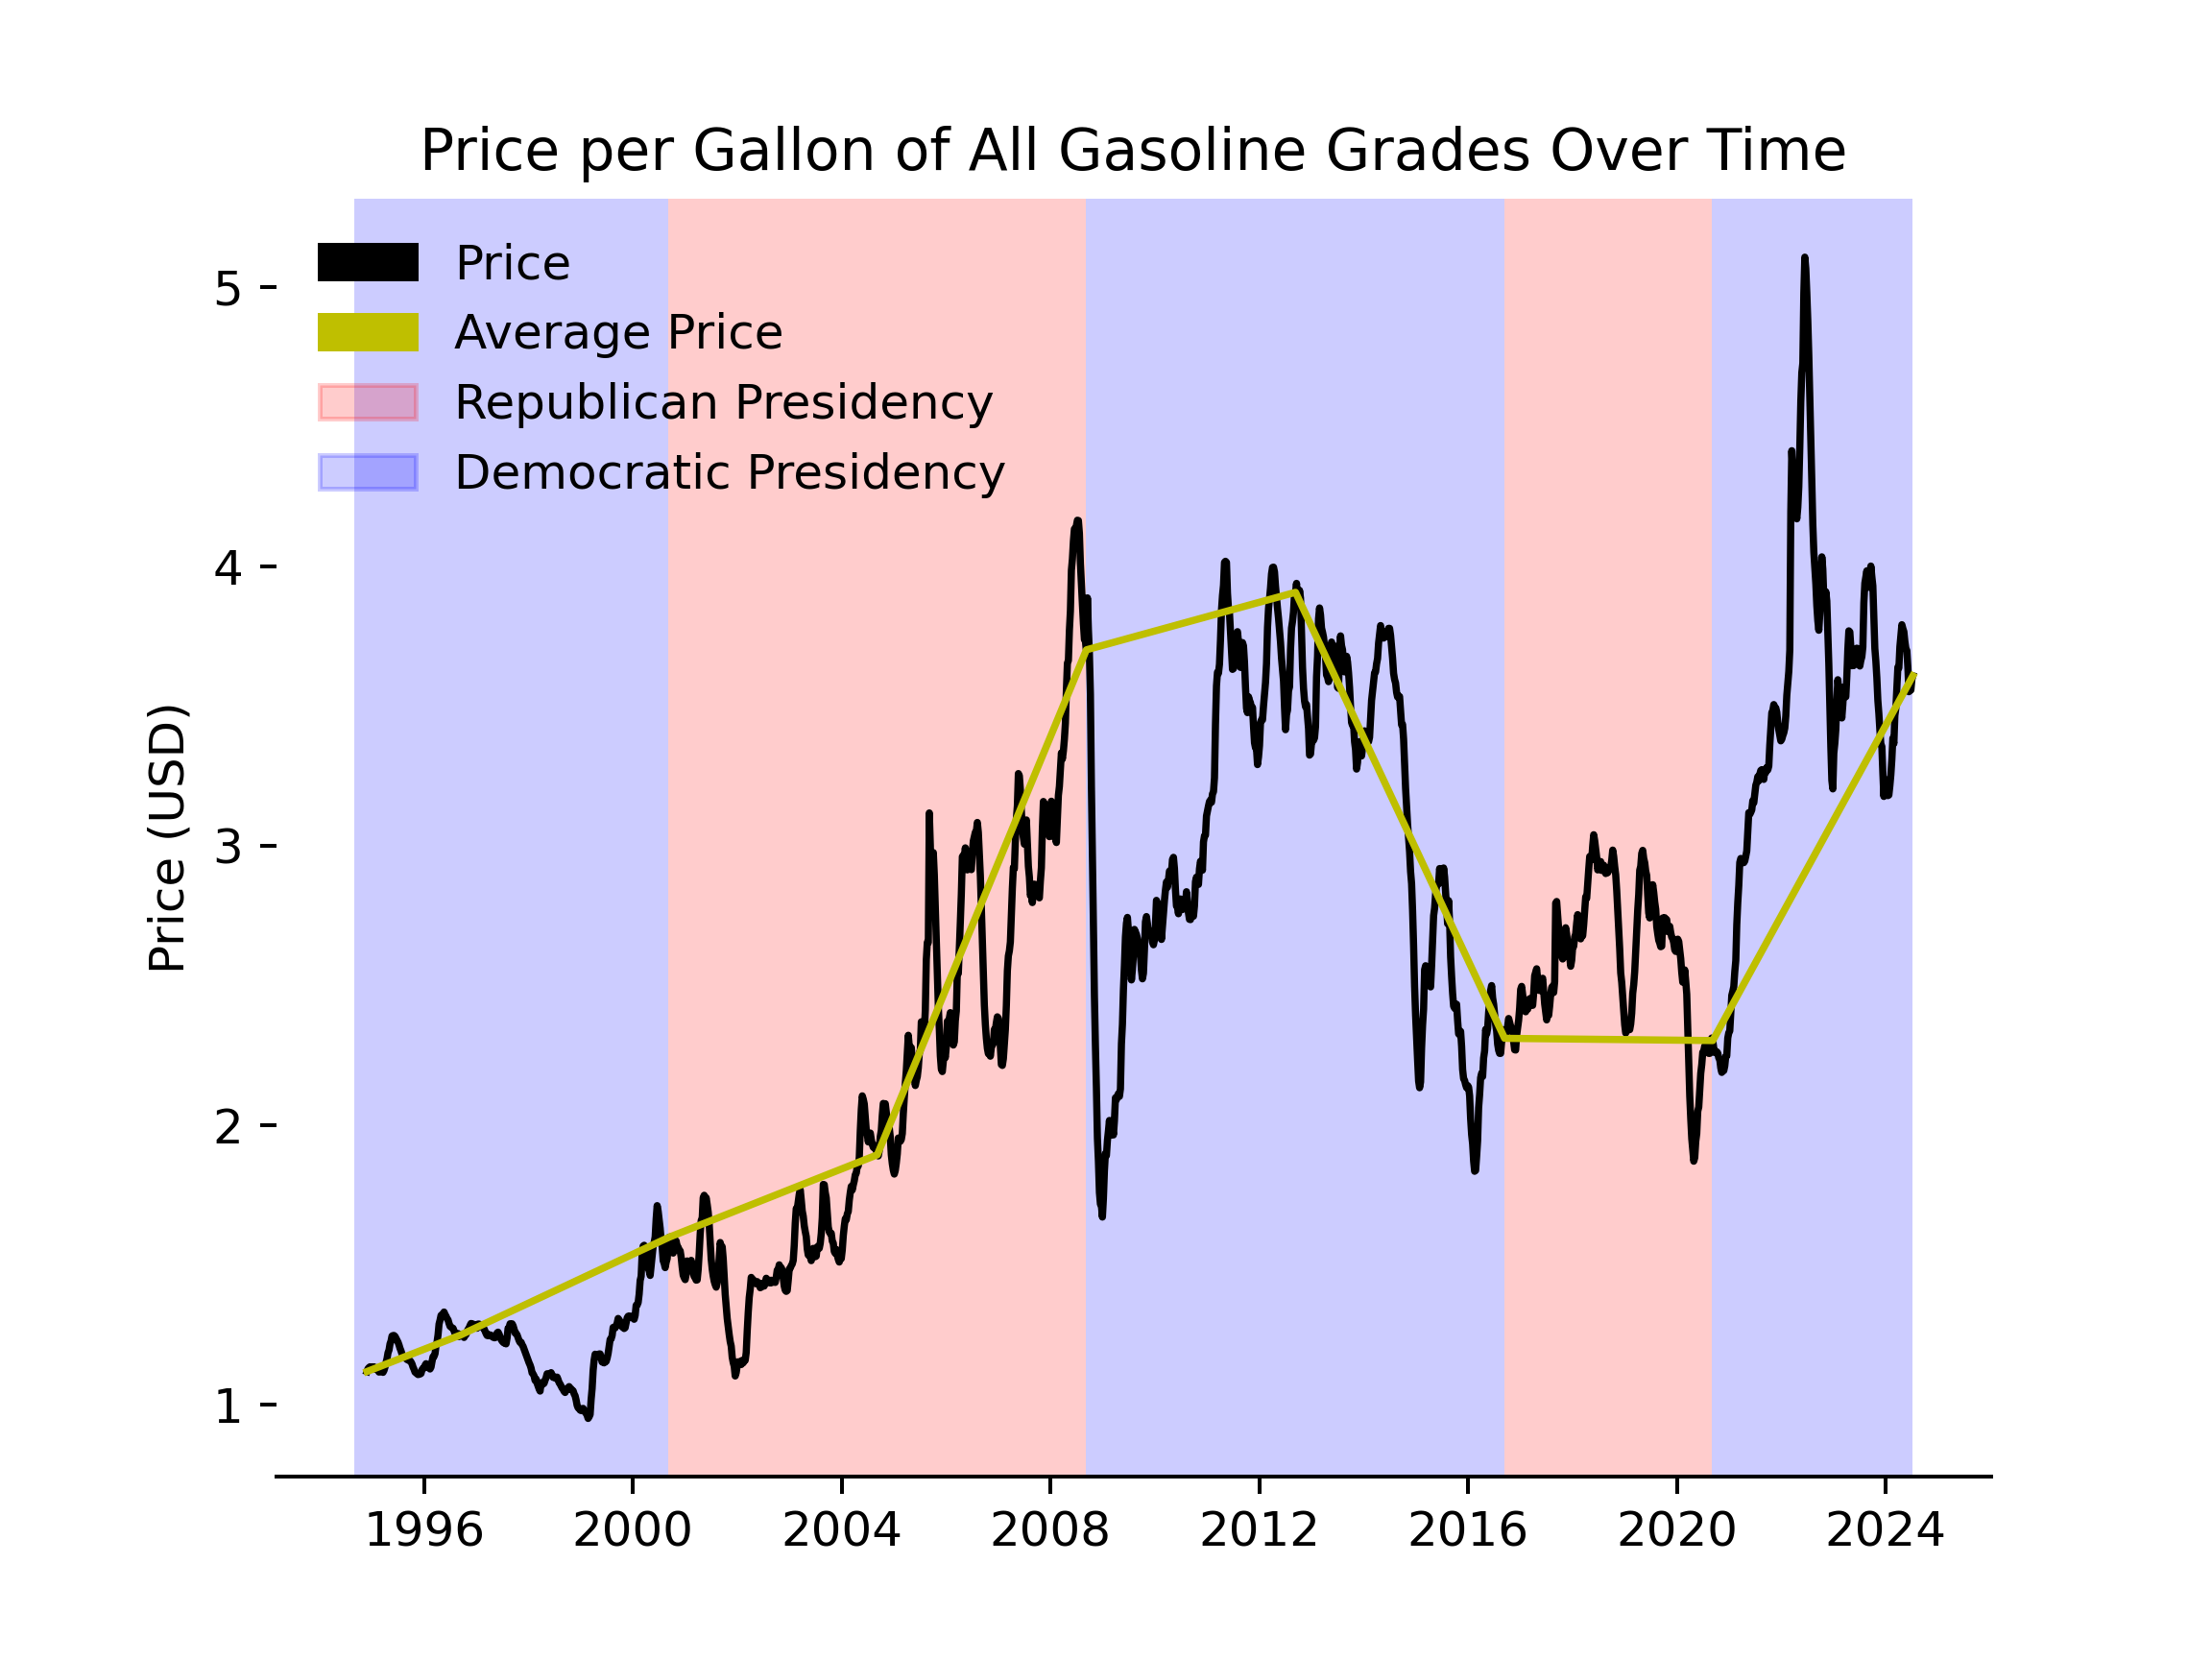 Price per Gallon of All Gasoline Grades Over Time
Price
Average Price
Republican Presidency
Democratic Presidency
Price (USD)
5
4
3
2
1
1996 2000 2004 2008 2012 2016 2020 2024